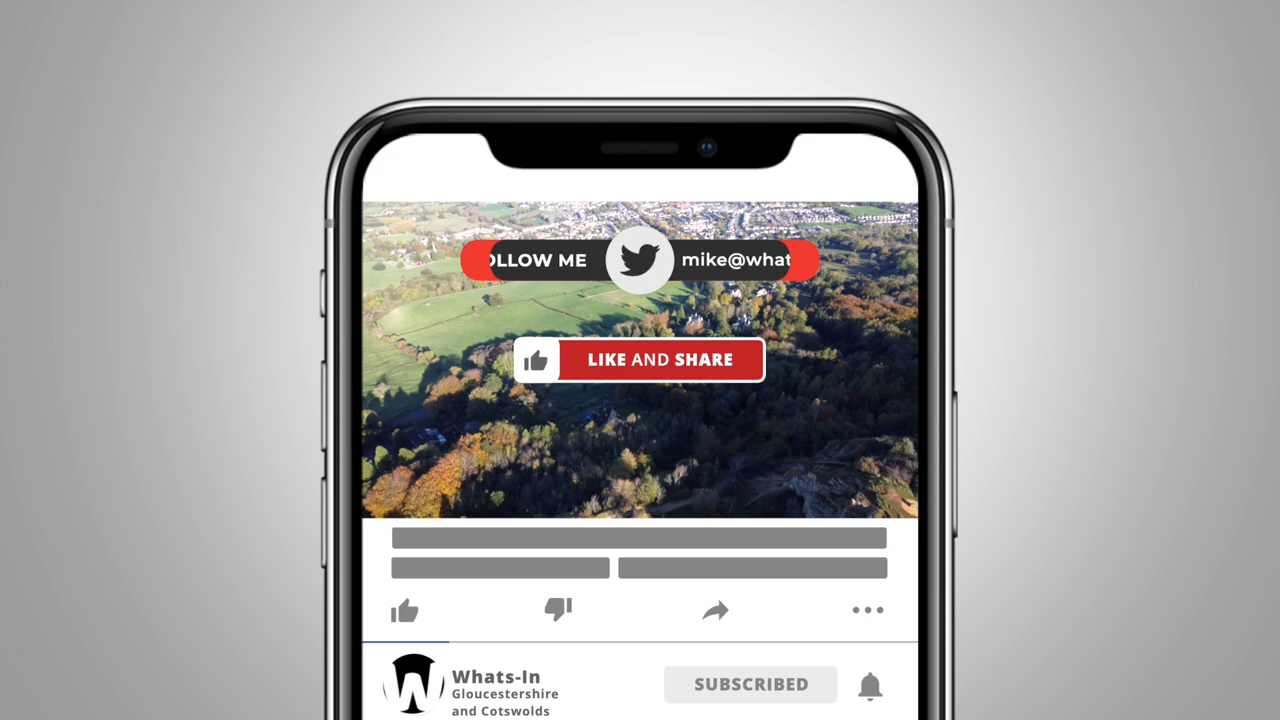 OLLOW ME mike@what
LIKE AND SHARE
W
Whats-In
Gloucestershire
and Cotswolds
SUBSCRIBED